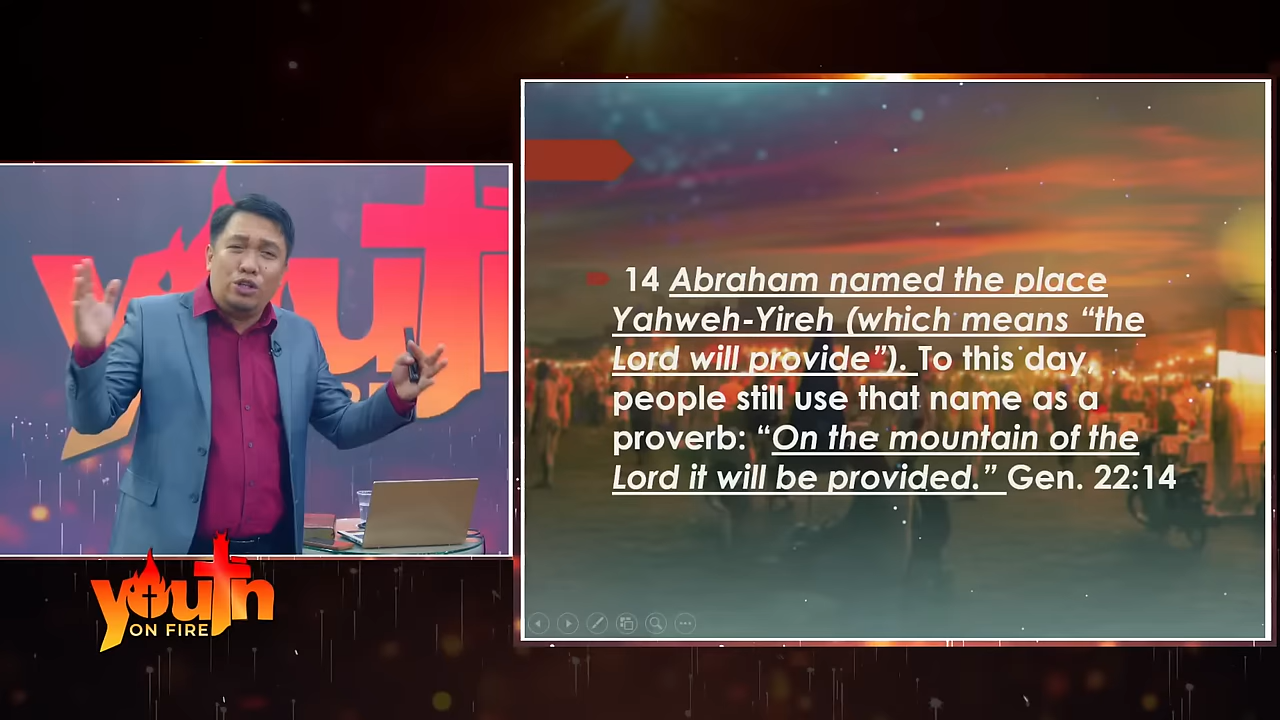 14 Abraham named the place
Yahweh-Yireh (which means “the
Lord will provide”). To this day,
people still use that name as a
proverb: “On the mountain of the
Lord it will be provided.” Gen. 22:14
youth
youth
ON FIRE